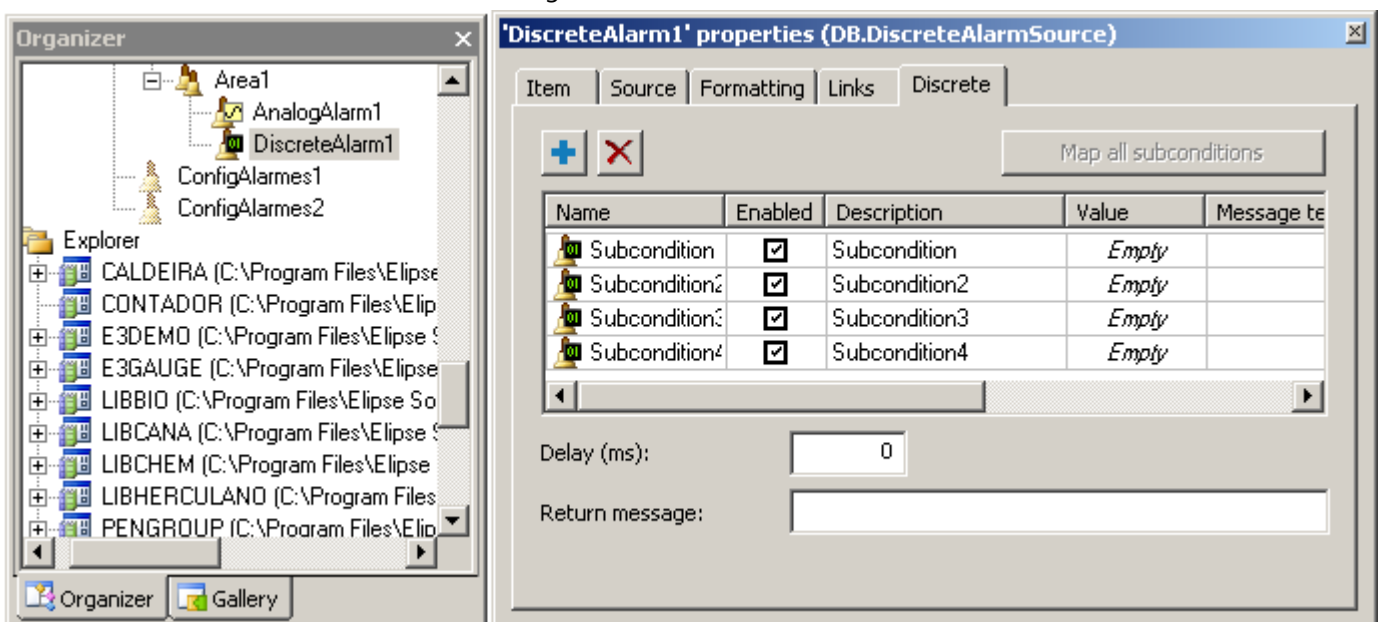 Organizer
Area1
AnalogAlarm1
DiscreteAlarm1
ConfigAlarmes1
ConfigAlarmes2
Explorer
CALDEIRA (C:\Program Files\Elipse
CONTADOR (C:\Program Files\Elip
E3DEMO (C:\Program Files\Elipse S
E3GAUGE (C:\Program Files\Elipse
LIBBIO (C:\Program Files\Elipse So
LIBCANA (C:\Program Files\Elipse S
LIBCHEM (C:\Program Files\Elipse
LIBHERCULANO (C:\Program Files
PENGROUP (C:\Program Files\Elip
Organizer Gallery
'DiscreteAlarm1' properties (DB.DiscreteAlarmSource)
Item Source Formatting Links Discrete
Map all subconditions
Name Enabled Description Value Message te
Subcondition Subcondition Empty
Subcondition2 Subcondition2 Empty
Subcondition3 Subcondition3 Empty
Subcondition4 Subcondition4 Empty
Delay (ms): 0
Return message: